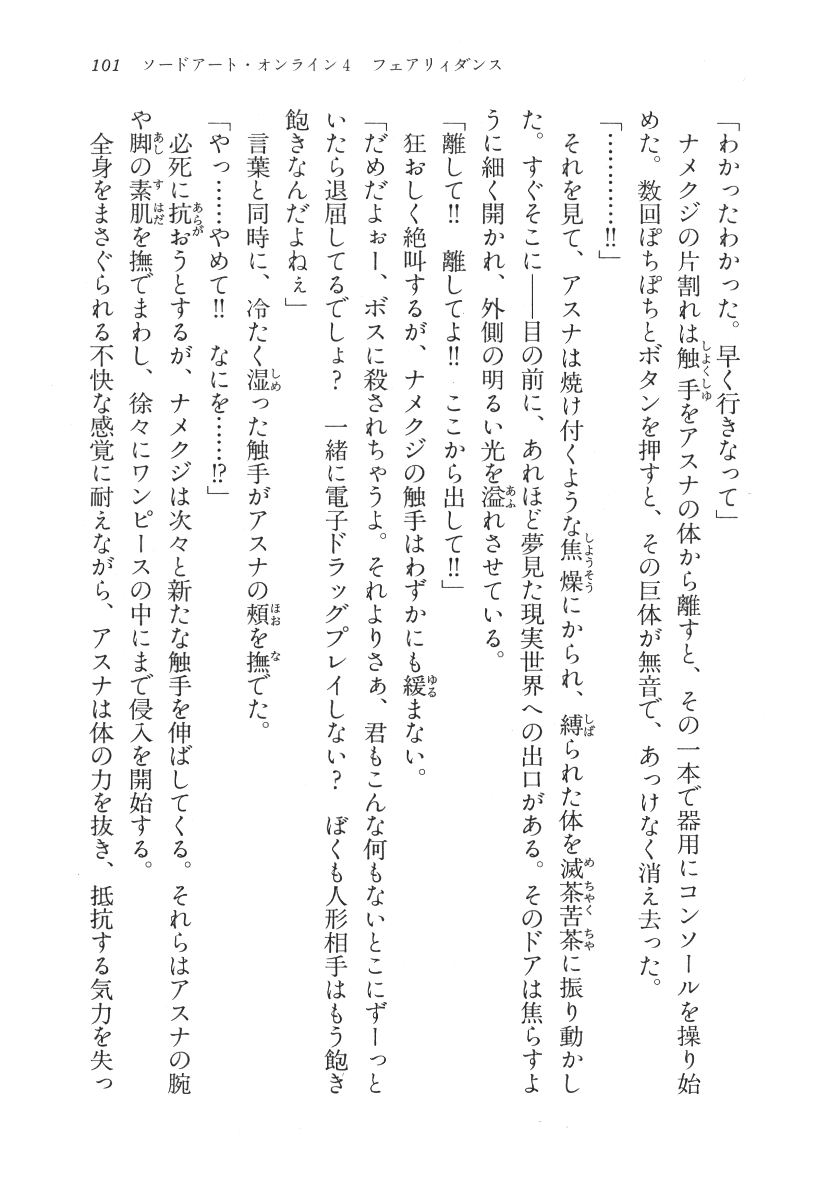 101 ソードアート・オンライン4 フェアリィダンス
「わかったわかった。早く行きなって」
ナメクジの片割れは触手をアスナの体から離すと、その一本で器用にコンソールを操り始
めた。数回ぽちぽちとボタンを押すと、その巨体が無音で、あっけなく消え去った。
「…………!!」
それを見て、アスナは焼け付くような焦燥にかられ、縛られた体を滅茶苦茶に振り動かし
た。すぐそこに――目の前に、あれほど夢見た現実世界への出口がある。そのドアは焦らすよ
うに細く開かれ、外側の明るい光を溢れさせている。
「離して!! 離してよ!! ここから出して!!」
狂おしく絶叫するが、ナメクジの触手はわずかにも緩まない。
「だめだよぉー、ボスに殺されちゃうよ。それよりさぁ、君もこんな何もないとこにずーっと
いたら退屈してるでしょ? 一緒に電子ドラッグプレイしない? ぼくも人形相手はもう飽き
飽きなんだよねぇ」
言葉と同時に、冷たく湿った触手がアスナの頰を撫でた。
「やっ……やめて!! なにを……!?」
必死に抗おうとするが、ナメクジは次々と新たな触手を伸ばしてくる。それらはアスナの腕
や脚の素肌を撫でまわし、徐々にワンピースの中にまで侵入を開始する。
全身をまさぐられる不快な感覚に耐えながら、アスナは体の力を抜き、抵抗する気力を失っ